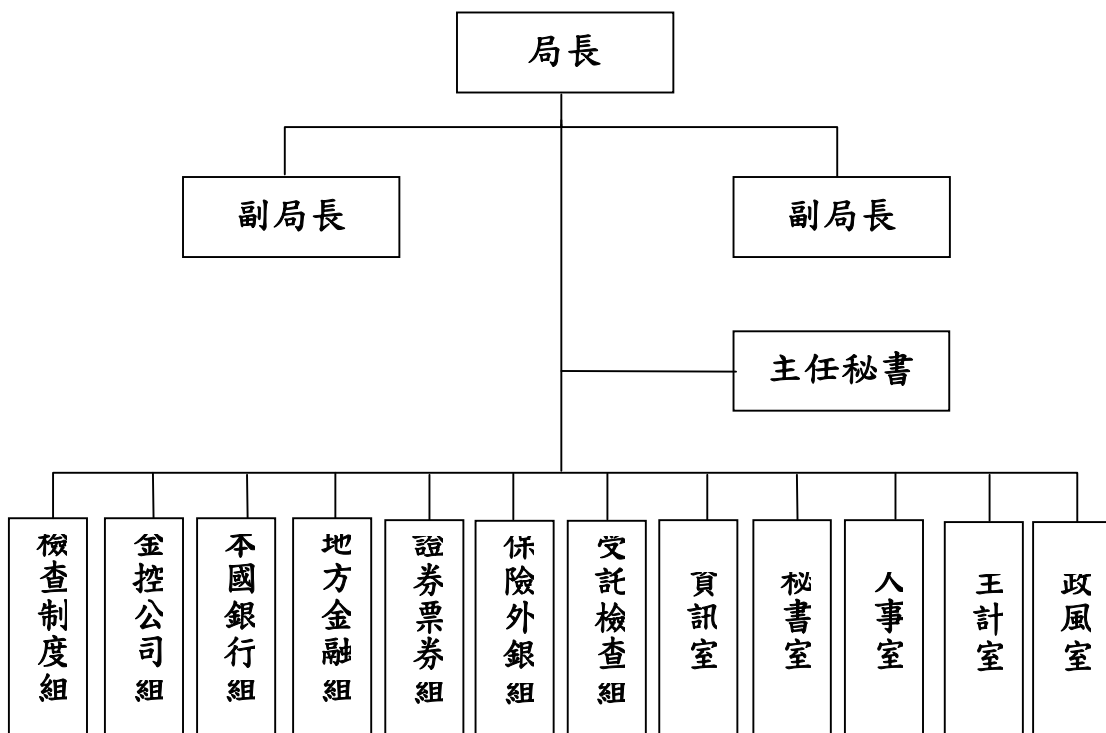 局長
副局長
副局長
主任秘書
檢查制度組
金控公司組
本國銀行組
地方金融組
證券票券組
保險外銀組
受託檢查組
資訊室
秘書室
人事室
主計室
政風室